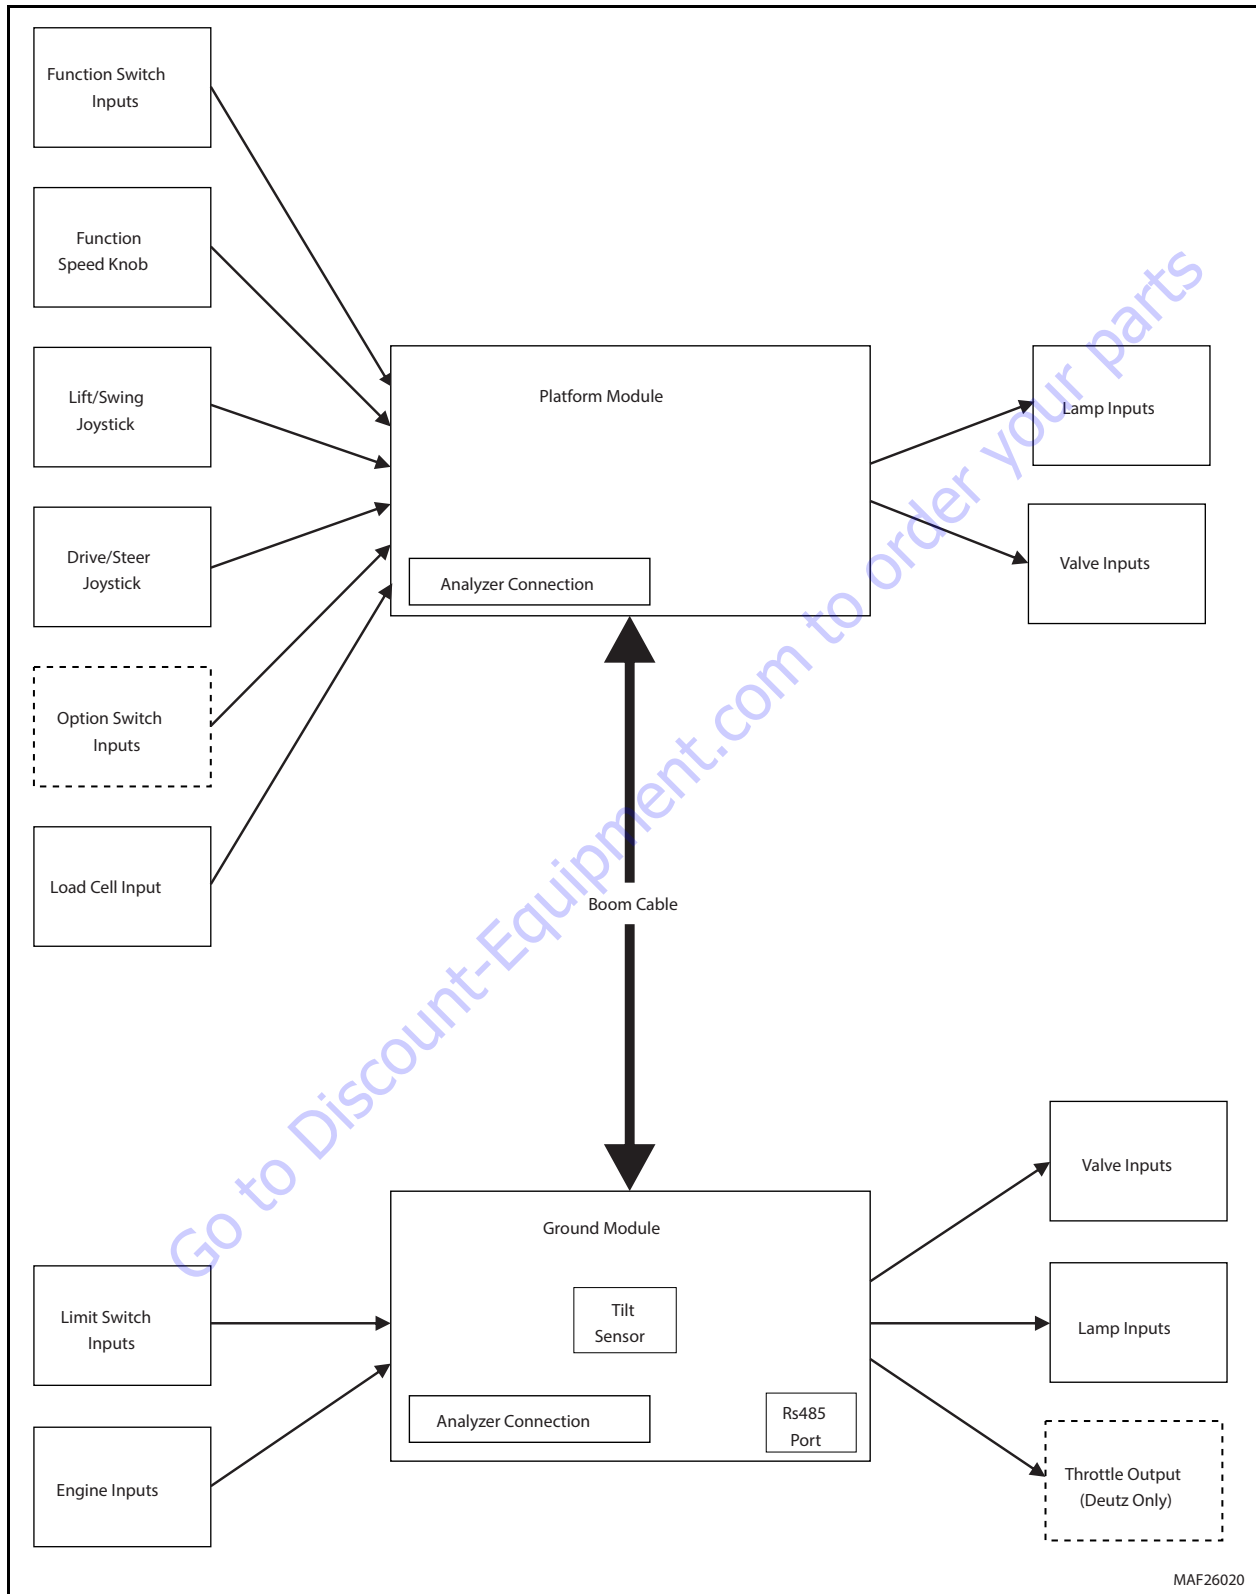 Function Switch
Inputs
Function
Speed Knob
Lift/Swing
Joystick
Drive/Steer
Joystick
Option Switch
Inputs
Load Cell Input
Platform Module
Analyzer Connection
Lamp Inputs
Valve Inputs
Boom Cable
Go to Discount-Equipment.com to order your parts
Ground Module
Tilt
Sensor
Analyzer Connection
Rs485
Port
Limit Switch
Inputs
Engine Inputs
Valve Inputs
Lamp Inputs
Throttle Output
(Deutz Only)
MAF26020